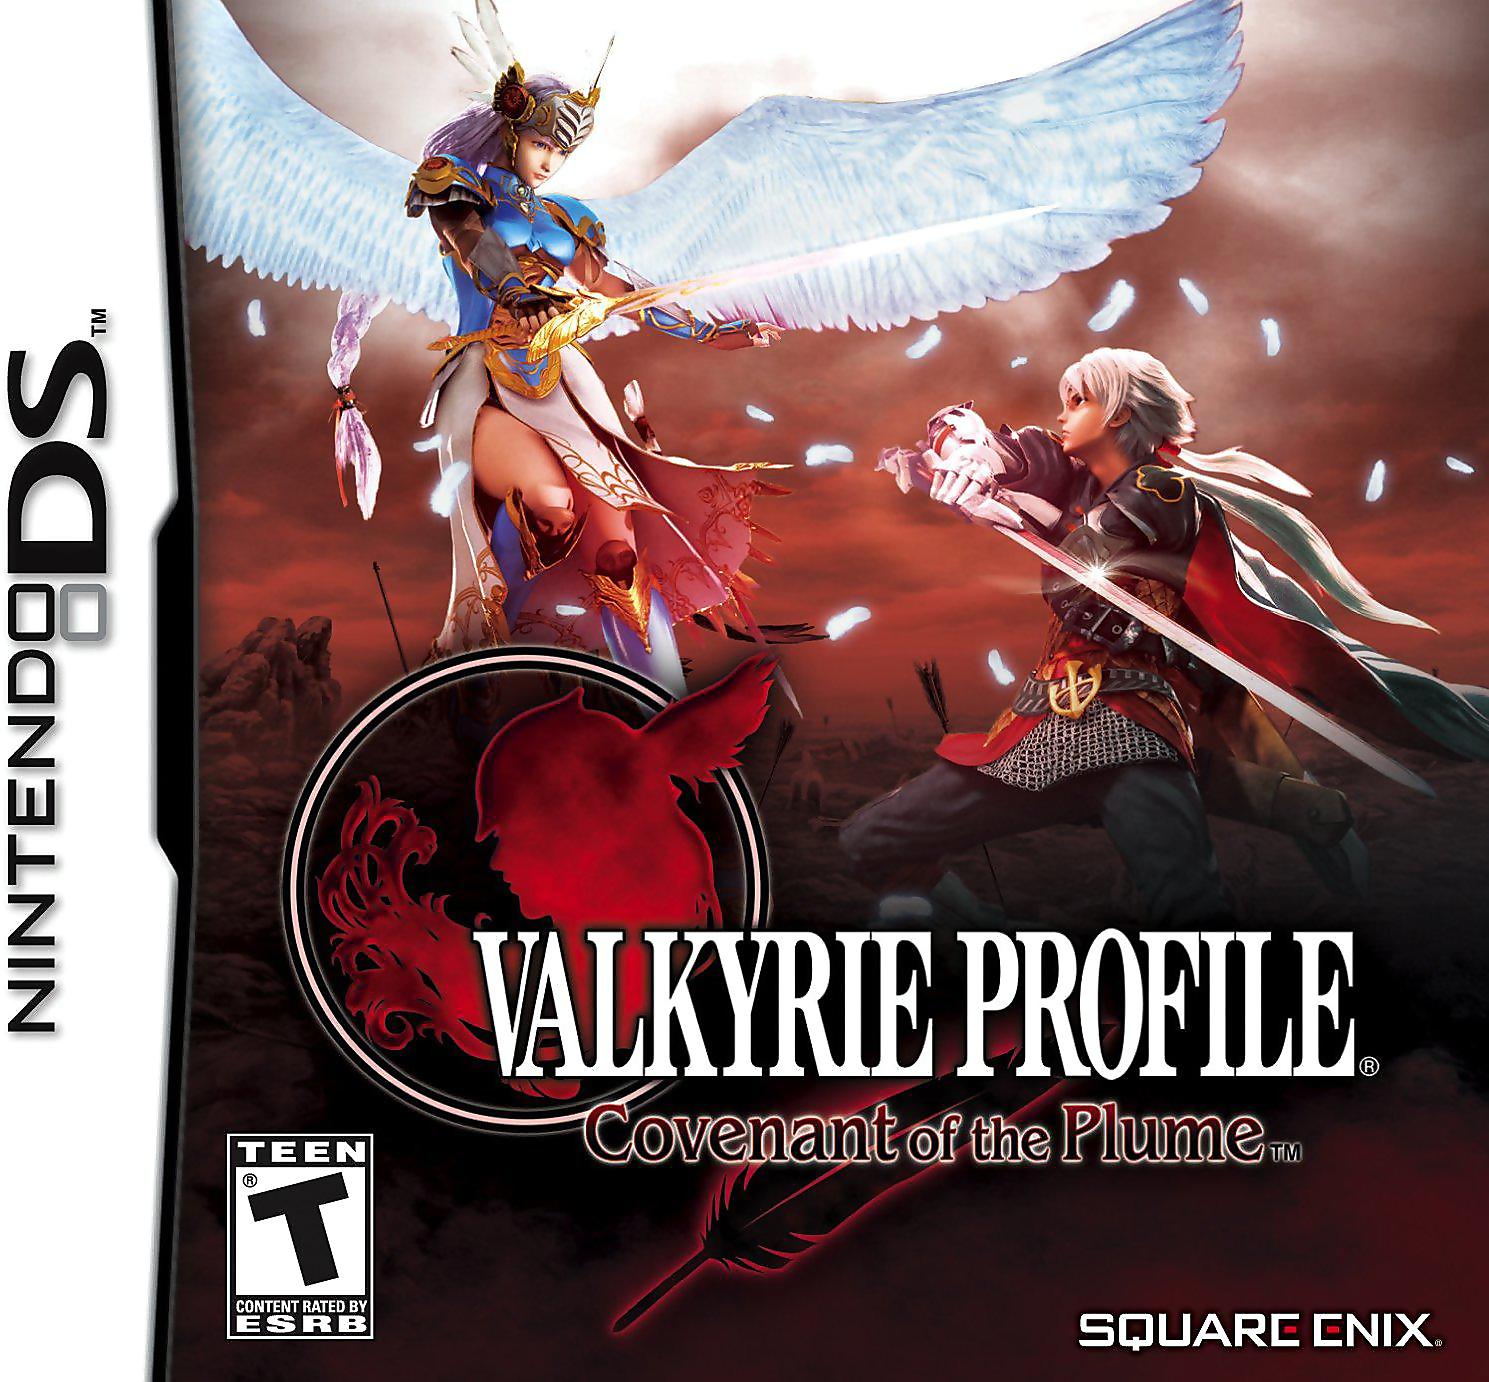 NINTENDO DS™
VALKYRIE PROFILE®
Covenant of the Plume™
TEEN
® T
CONTENT RATED BY
ESRB
SQUARE ENIX®